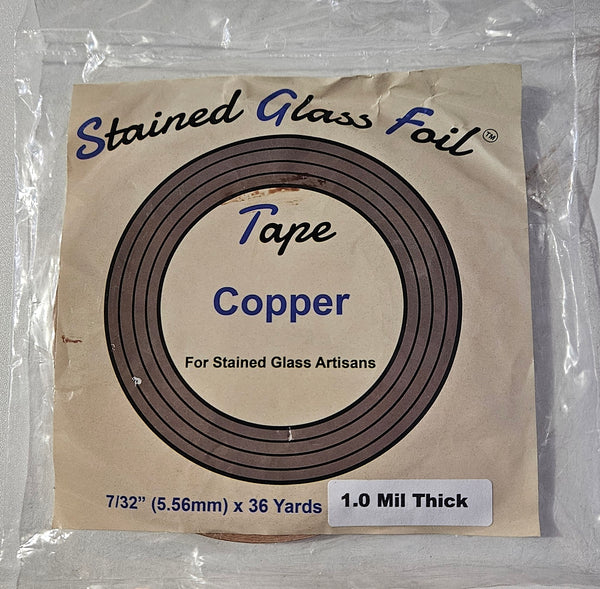 Stained Glass Foil™
Tape
Copper
For Stained Glass Artisans
7/32” (5.56mm) x 36 Yards 1.0 Mil Thick